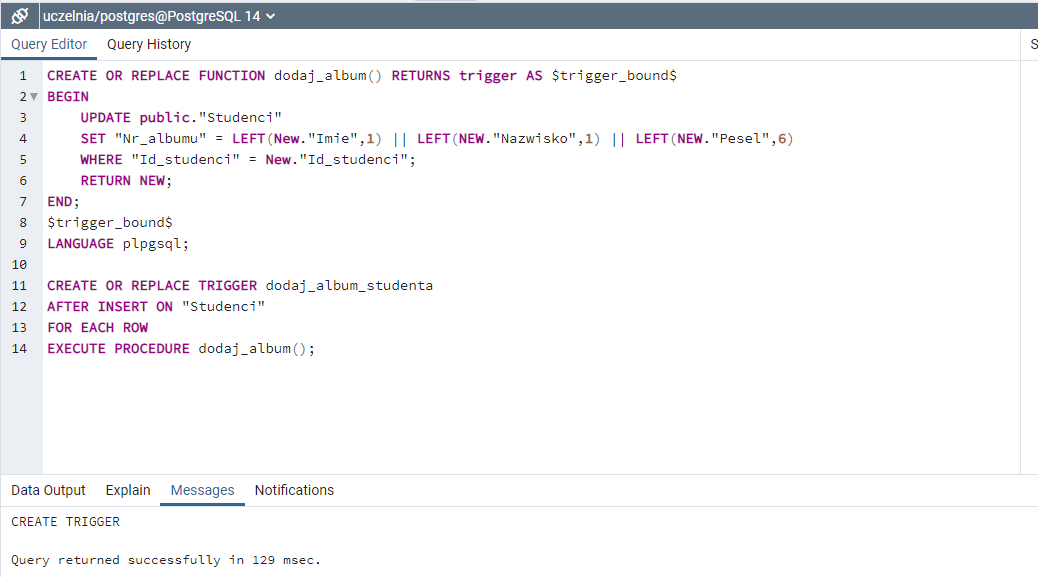 uczelnia/postgres@PostgreSQL 14
Query Editor Query History S
1 CREATE OR REPLACE FUNCTION dodaj_album() RETURNS trigger AS $trigger_bound$
2 BEGIN
3 UPDATE public."Studenci"
4 SET "Nr_albumu" = LEFT(New."Imie",1) || LEFT(NEW."Nazwisko",1) || LEFT(NEW."Pesel",6)
5 WHERE "Id_studenci" = New."Id_studenci";
6 RETURN NEW;
7 END;
8 $trigger_bound$
9 LANGUAGE plpgsql;
10
11 CREATE OR REPLACE TRIGGER dodaj_album_studenta
12 AFTER INSERT ON "Studenci"
13 FOR EACH ROW
14 EXECUTE PROCEDURE dodaj_album();
Data Output Explain Messages Notifications
CREATE TRIGGER
Query returned successfully in 129 msec.